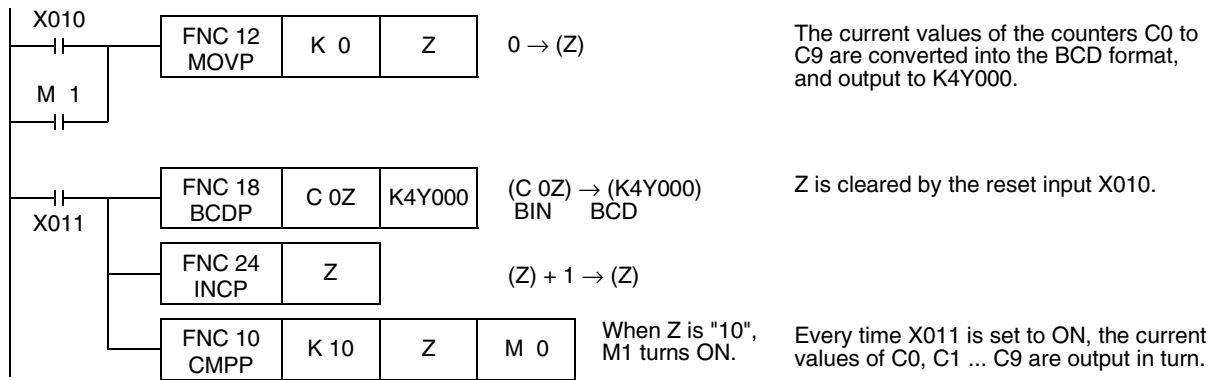 X010
FNC 12
MOVP
K 0
Z
0 → (Z)
The current values of the counters C0 to
C9 are converted into the BCD format,
and output to K4Y000.
M 1
X011
FNC 18
BCDP
C 0Z
K4Y000
(C 0Z) → (K4Y000)
BIN BCD
Z is cleared by the reset input X010.
FNC 24
INCP
Z
(Z) + 1 → (Z)
FNC 10
CMPP
K 10
Z
M 0
When Z is "10",
M1 turns ON.
Every time X011 is set to ON, the current
values of C0, C1 ... C9 are output in turn.